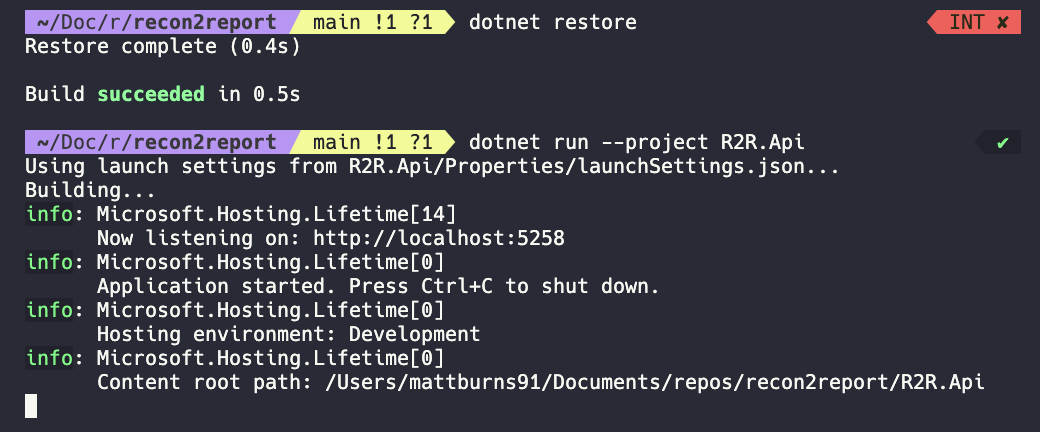 ~/Doc/r/recon2report main !1 ?1 dotnet restore INT ✘
Restore complete (0.4s)
Build succeeded in 0.5s
~/Doc/r/recon2report main !1 ?1 dotnet run --project R2R.Api ✔
Using launch settings from R2R.Api/Properties/launchSettings.json...
Building...
info: Microsoft.Hosting.Lifetime[14]
Now listening on: http://localhost:5258
info: Microsoft.Hosting.Lifetime[0]
Application started. Press Ctrl+C to shut down.
info: Microsoft.Hosting.Lifetime[0]
Hosting environment: Development
info: Microsoft.Hosting.Lifetime[0]
Content root path: /Users/mattburns91/Documents/repos/recon2report/R2R.Api